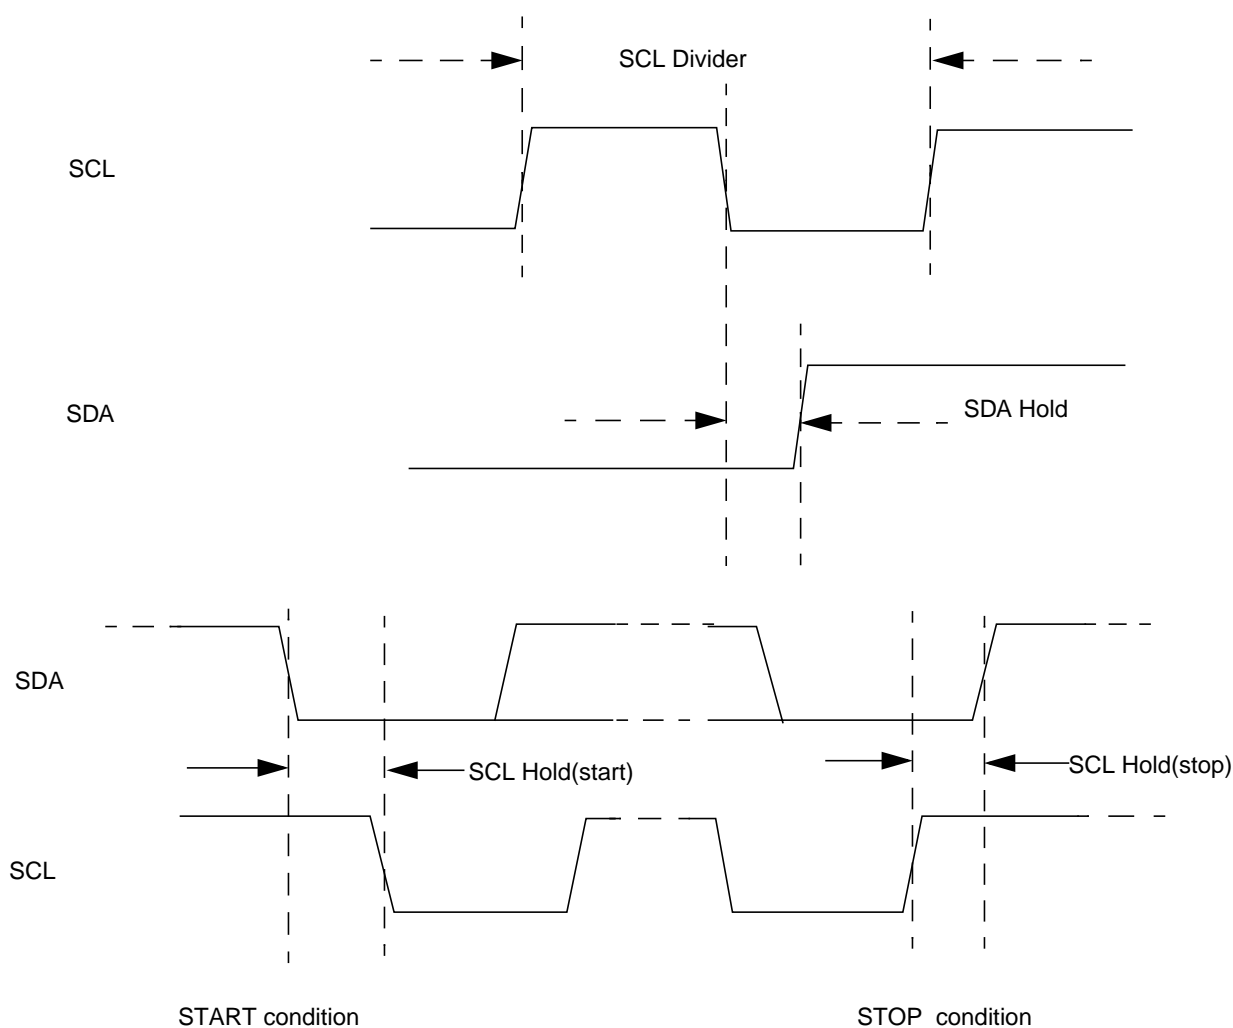 SCL Divider
SCL
SDA
SDA Hold
SDA
SCL Hold(start)
SCL Hold(stop)
SCL
START condition
STOP condition